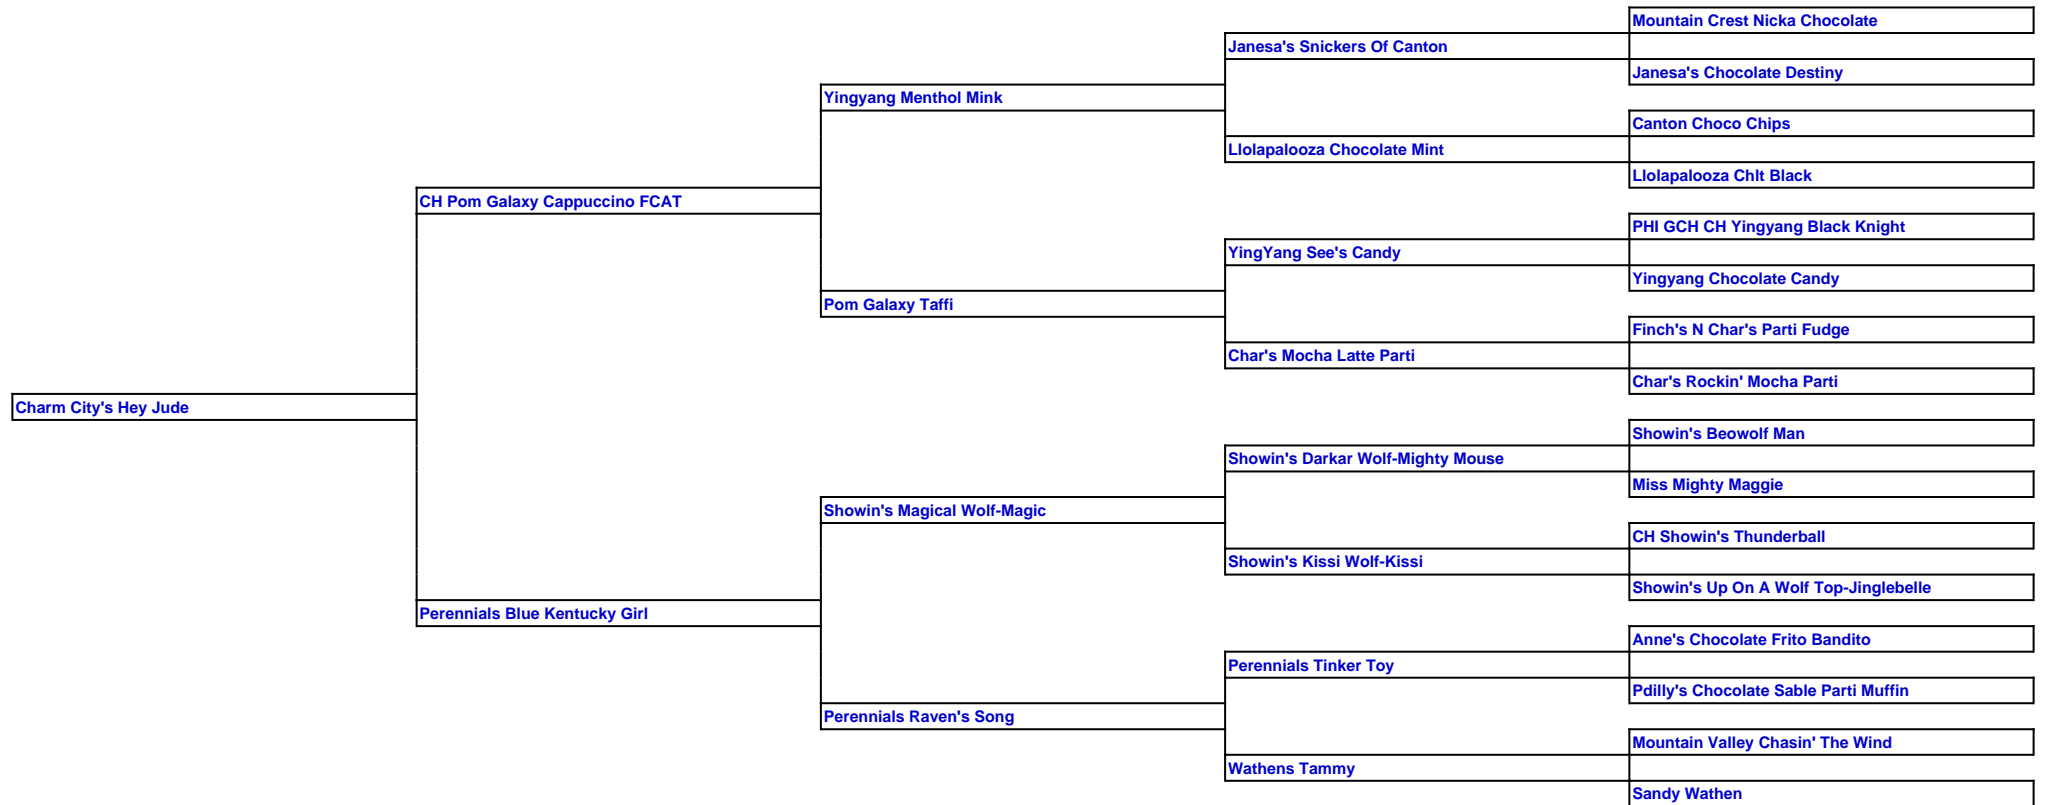 Mountain Crest Nicka Chocolate
Janesa's Snickers Of Canton
Janesa's Chocolate Destiny
Yingyang Menthol Mink
Canton Choco Chips
Llolapalooza Chocolate Mint
Llolapalooza Chlt Black
CH Pom Galaxy Cappuccino FCAT
PHI GCH CH Yingyang Black Knight
YingYang See's Candy
Yingyang Chocolate Candy
Pom Galaxy Taffi
Finch's N Char's Parti Fudge
Char's Mocha Latte Parti
Char's Rockin' Mocha Parti
Charm City's Hey Jude
Showin's Beowolf Man
Showin's Darkar Wolf-Mighty Mouse
Miss Mighty Maggie
Showin's Magical Wolf-Magic
CH Showin's Thunderball
Showin's Kissi Wolf-Kissi
Showin's Up On A Wolf Top-Jinglebelle
Perennials Blue Kentucky Girl
Anne's Chocolate Frito Bandito
Perennials Tinker Toy
Pdilly's Chocolate Sable Parti Muffin
Perennials Raven's Song
Mountain Valley Chasin' The Wind
Wathens Tammy
Sandy Wathen